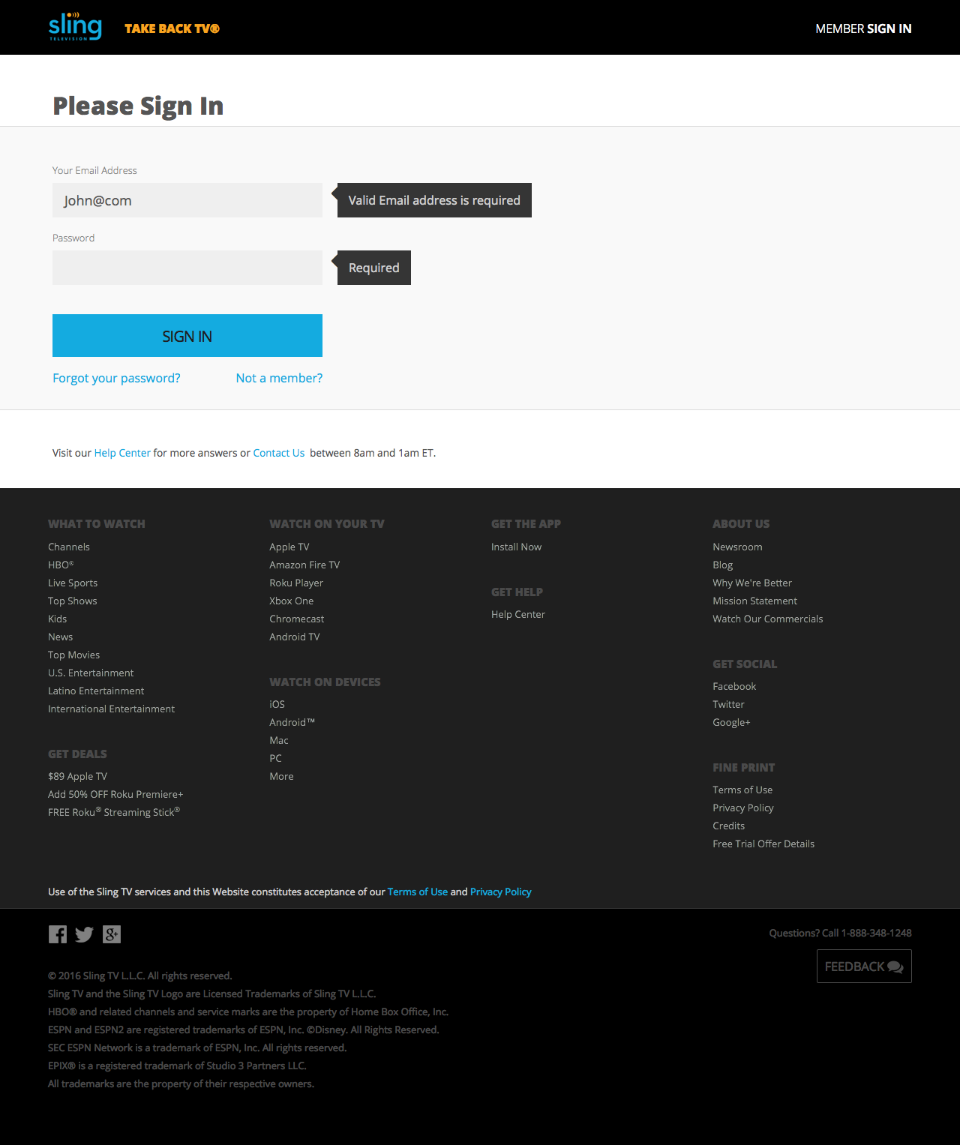 sling
TELEVISION
TAKE BACK TV®
MEMBER SIGN IN
Please Sign In
Your Email Address
John@com
Valid Email address is required
Password
Required
SIGN IN
Forgot your password?
Not a member?
Visit our Help Center for more answers or Contact Us between 8am and 1am ET.
WHAT TO WATCH
Channels
HBO®
Live Sports
Top Shows
Kids
News
Top Movies
U.S. Entertainment
Latino Entertainment
International Entertainment
GET DEALS
$89 Apple TV
Add 50% OFF Roku Premiere+
FREE Roku® Streaming Stick®
WATCH ON YOUR TV
Apple TV
Amazon Fire TV
Roku Player
Xbox One
Chromecast
Android TV
WATCH ON DEVICES
iOS
Android™
Mac
PC
More
GET THE APP
Install Now
GET HELP
Help Center
ABOUT US
Newsroom
Blog
Why We're Better
Mission Statement
Watch Our Commercials
GET SOCIAL
Facebook
Twitter
Google+
FINE PRINT
Terms of Use
Privacy Policy
Credits
Free Trial Offer Details
Use of the Sling TV services and this Website constitutes acceptance of our Terms of Use and Privacy Policy
Questions? Call 1-888-348-1248
FEEDBACK
© 2016 Sling TV L.L.C. All rights reserved.
Sling TV and the Sling TV Logo are Licensed Trademarks of Sling TV L.L.C.
HBO® and related channels and service marks are the property of Home Box Office, Inc.
ESPN and ESPN2 are registered trademarks of ESPN, Inc. ©Disney. All Rights Reserved.
SEC ESPN Network is a trademark of ESPN, Inc. All rights reserved.
EPIX® is a registered trademark of Studio 3 Partners LLC.
All trademarks are the property of their respective owners.